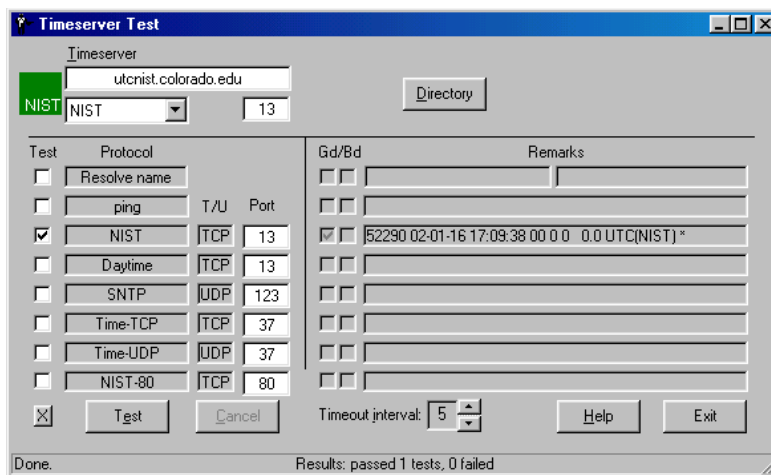 Timeserver Test
Timeserver
utcnist.colorado.edu
NIST NIST 13
Directory
Test Protocol Gd/Bd Remarks
Resolve name
ping T/U Port
NIST TCP 13 52290 02-01-16 17:09:38 00 0 0 0.0 UTC(NIST) *
Daytime TCP 13
SNTP UDP 123
Time-TCP TCP 37
Time-UDP UDP 37
NIST-80 TCP 80
X Test Cancel Timeout interval: 5 Help Exit
Done. Results: passed 1 tests, 0 failed